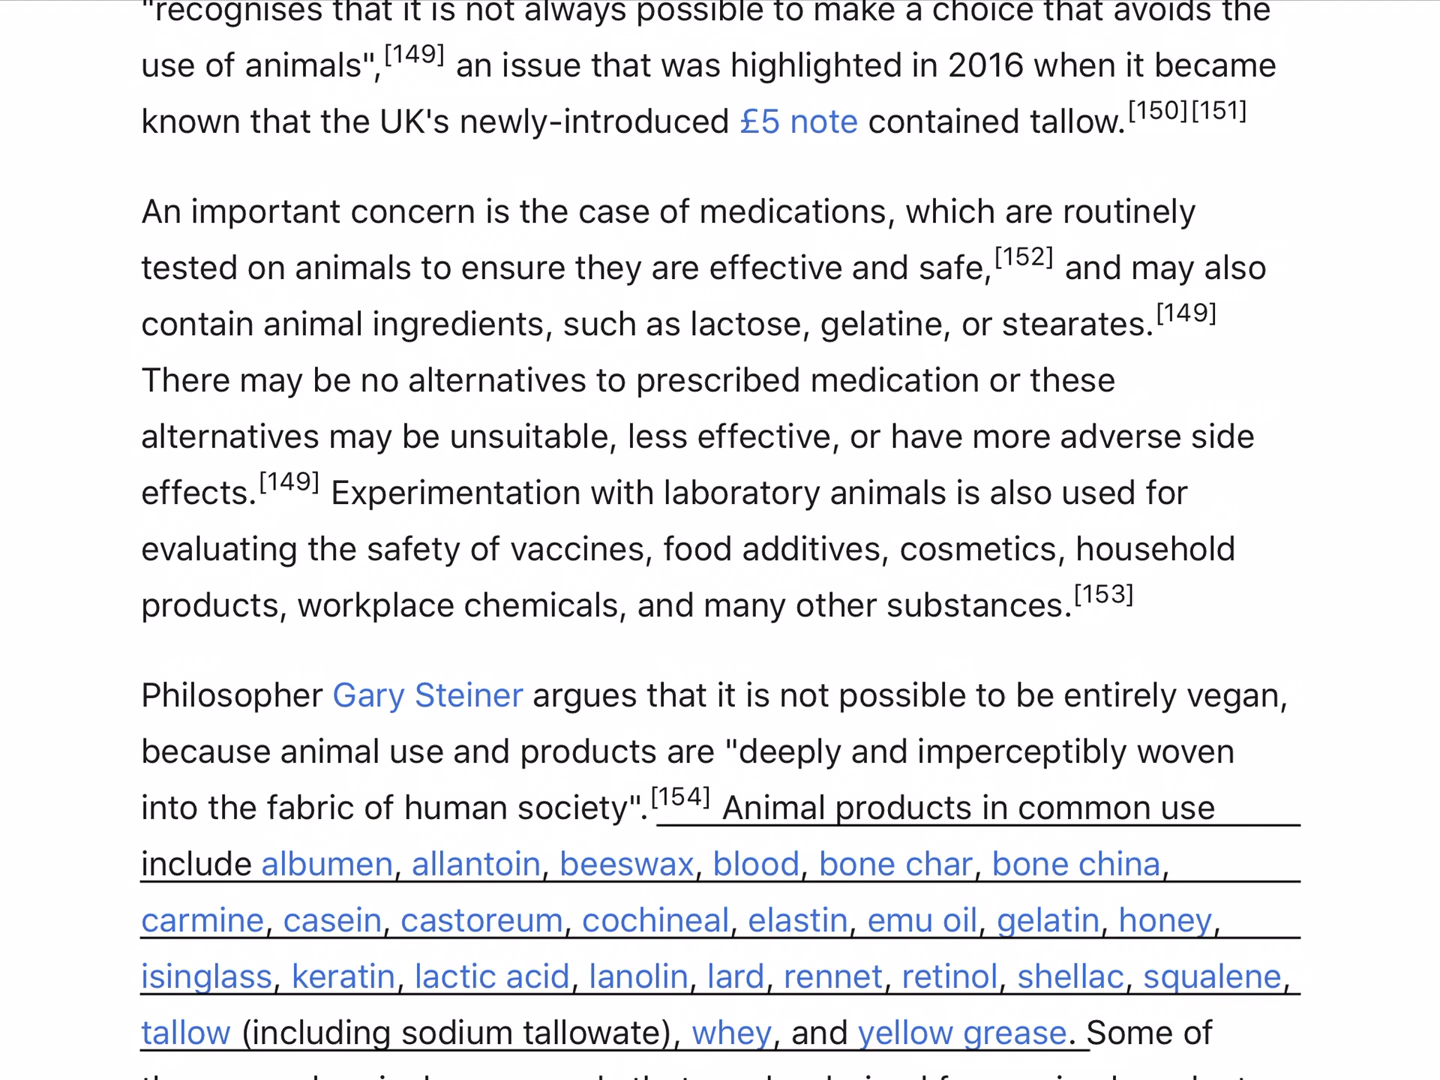 "recognises that it is not always possible to make a choice that avoids the
use of animals",[149] an issue that was highlighted in 2016 when it became
known that the UK's newly-introduced £5 note contained tallow.[150][151]
An important concern is the case of medications, which are routinely
tested on animals to ensure they are effective and safe,[152] and may also
contain animal ingredients, such as lactose, gelatine, or stearates.[149]
There may be no alternatives to prescribed medication or these
alternatives may be unsuitable, less effective, or have more adverse side
effects.[149] Experimentation with laboratory animals is also used for
evaluating the safety of vaccines, food additives, cosmetics, household
products, workplace chemicals, and many other substances.[153]
Philosopher Gary Steiner argues that it is not possible to be entirely vegan,
because animal use and products are "deeply and imperceptibly woven
into the fabric of human society".[154] Animal products in common use
include albumen, allantoin, beeswax, blood, bone char, bone china,
carmine, casein, castoreum, cochineal, elastin, emu oil, gelatin, honey,
isinglass, keratin, lactic acid, lanolin, lard, rennet, retinol, shellac, squalene,
tallow (including sodium tallowate), whey, and yellow grease. Some of